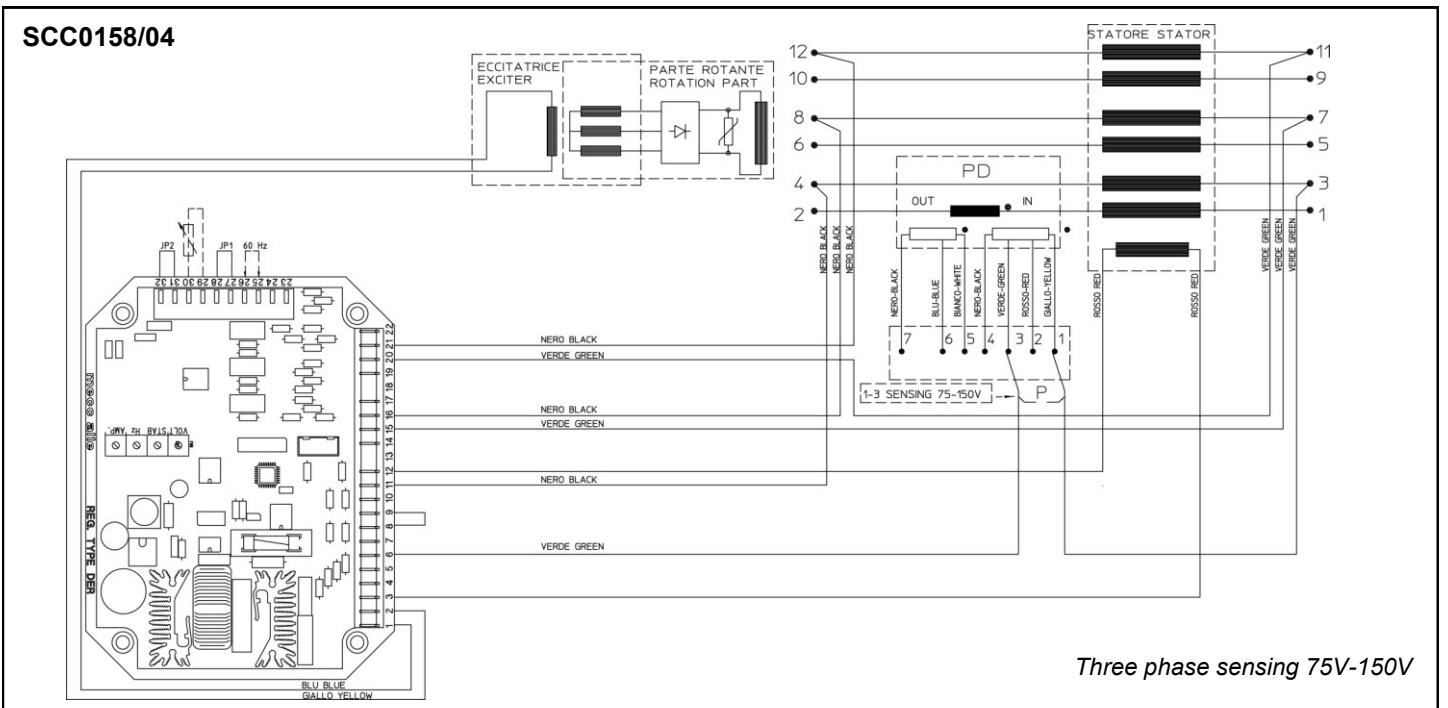 SCC0158/04
ECCITATRICE
EXCITER
PARTE ROTANTE
ROTATION PART
STATORE STATOR
12
11
10
9
8
7
6
5
4
3
2
1
PD
OUT
IN
NERO BLACK
NERO BLACK
NERO BLACK
VERDE GREEN
VERDE GREEN
VERDE GREEN
NERO-BLACK
BLU-BLUE
BIANCO-WHITE
NERO-BLACK
VERDE-GREEN
ROSSO-RED
GIALLO-YELLOW
ROSSO RED
ROSSO RED
7
6
5
4
3
2
1
1-3 SENSING 75-150V
P
JP2
JP1
60 Hz
32 31 30 29 28 27 26 25 24 23
22
21
20
19
18
17
16
15
14
13
12
11
10
9
8
7
6
5
4
3
2
1
mecc alte
REG. TYPE DER
VOLT
STAB
Hz
AMP.
NERO BLACK
VERDE GREEN
NERO BLACK
VERDE GREEN
NERO BLACK
VERDE GREEN
BLU BLUE
GIALLO YELLOW
Three phase sensing 75V-150V